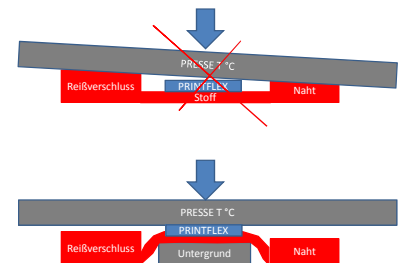 PRESSE T °C
Reißverschluss PRINTFLEX Naht
Stoff
PRESSE T °C
PRINTFLEX
Reißverschluss Untergrund Naht